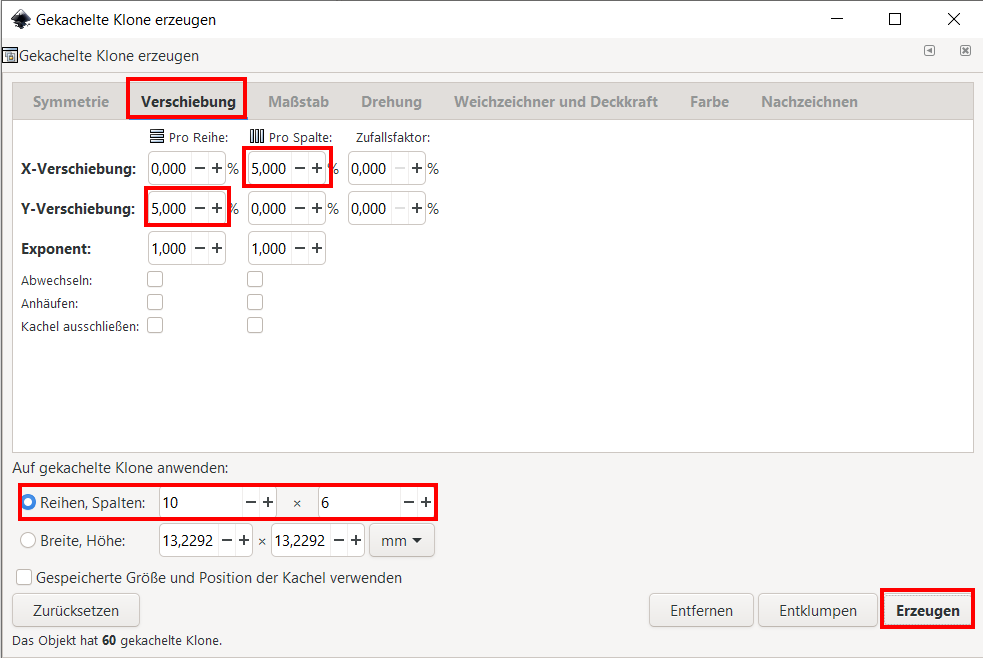 Gekachelte Klone erzeugen
Gekachelte Klone erzeugen
Symmetrie Verschiebung Maßstab Drehung Weichzeichner und Deckkraft Farbe Nachzeichnen
Pro Reihe: Pro Spalte: Zufallsfaktor:
X-Verschiebung: 0,000 − + % 5,000 − + % 0,000 − + %
Y-Verschiebung: 5,000 − + % 0,000 − + % 0,000 − + %
Exponent: 1,000 − + 1,000 − +
Abwechseln:
Anhäufen:
Kachel ausschließen:
Auf gekachelte Klone anwenden:
Reihen, Spalten: 10 − + × 6 − +
Breite, Höhe: 13,2292 − + × 13,2292 − + mm
Gespeicherte Größe und Position der Kachel verwenden
Zurücksetzen Entfernen Entklumpen Erzeugen
Das Objekt hat 60 gekachelte Klone.